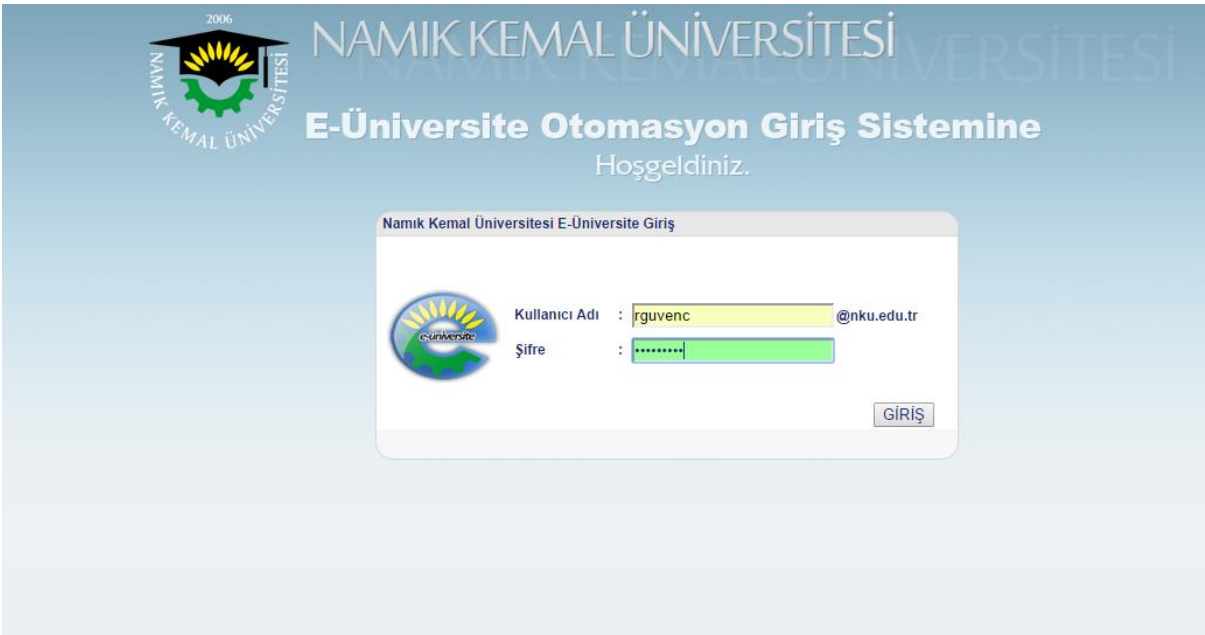 2006
NAMIK KEMAL ÜNİVERSİTESİ
NAMIK KEMAL ÜNİVERSİTESİ
E-Üniversite Otomasyon Giriş Sistemine
Hoşgeldiniz.
Namık Kemal Üniversitesi E-Üniversite Giriş
e-üniversite
Kullanıcı Adı : rguvenc @nku.edu.tr
Şifre : •••••••••
GİRİŞ